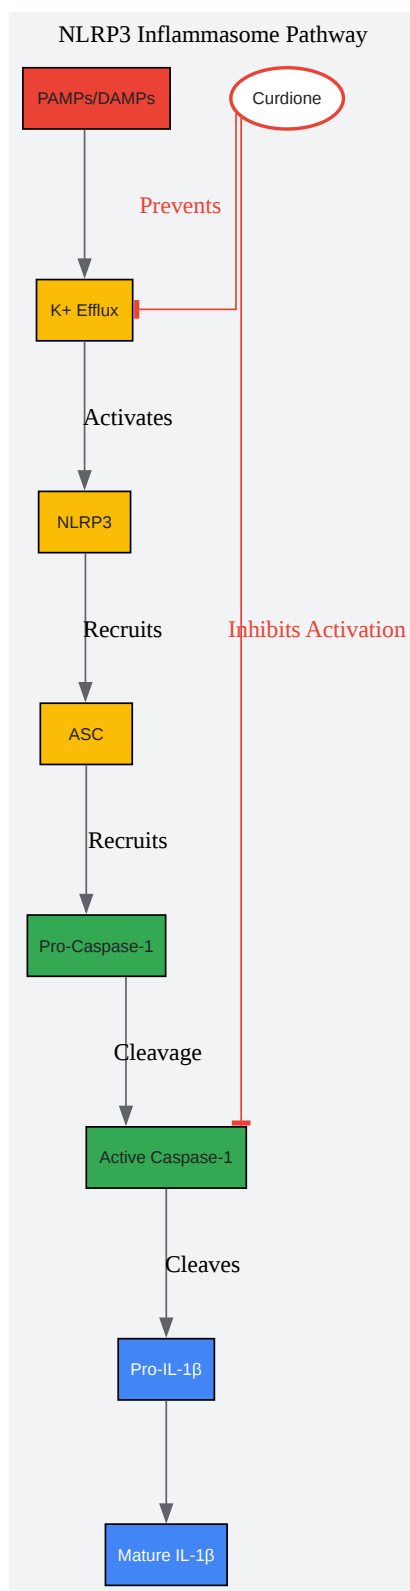 NLRP3 Inflammasome Pathway
PAMPs/DAMPs
Curdione
Prevents
K+ Efflux
Activates
NLRP3
Recruits
Inhibits Activation
ASC
Recruits
Pro-Caspase-1
Cleavage
Active Caspase-1
Cleaves
Pro-IL-1β
Mature IL-1β